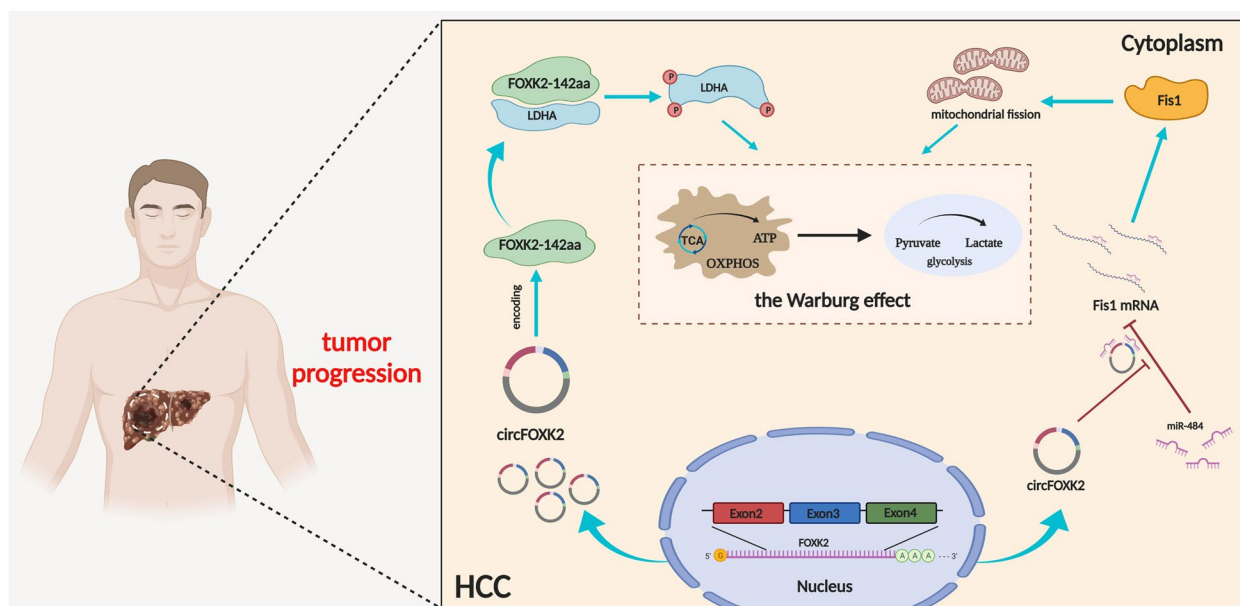 Cytoplasm
FOXK2-142aa
LDHA
P
LDHA
P
P
mitochondrial fission
Fis1
TCA
ATP
OXPHOS
Pyruvate
Lactate
glycolysis
the Warburg effect
FOXK2-142aa
encoding
circFOXK2
tumor
progression
Fis1 mRNA
miR-484
circFOXK2
Exon2
Exon3
Exon4
FOXK2
5' G A A A --- 3'
Nucleus
HCC